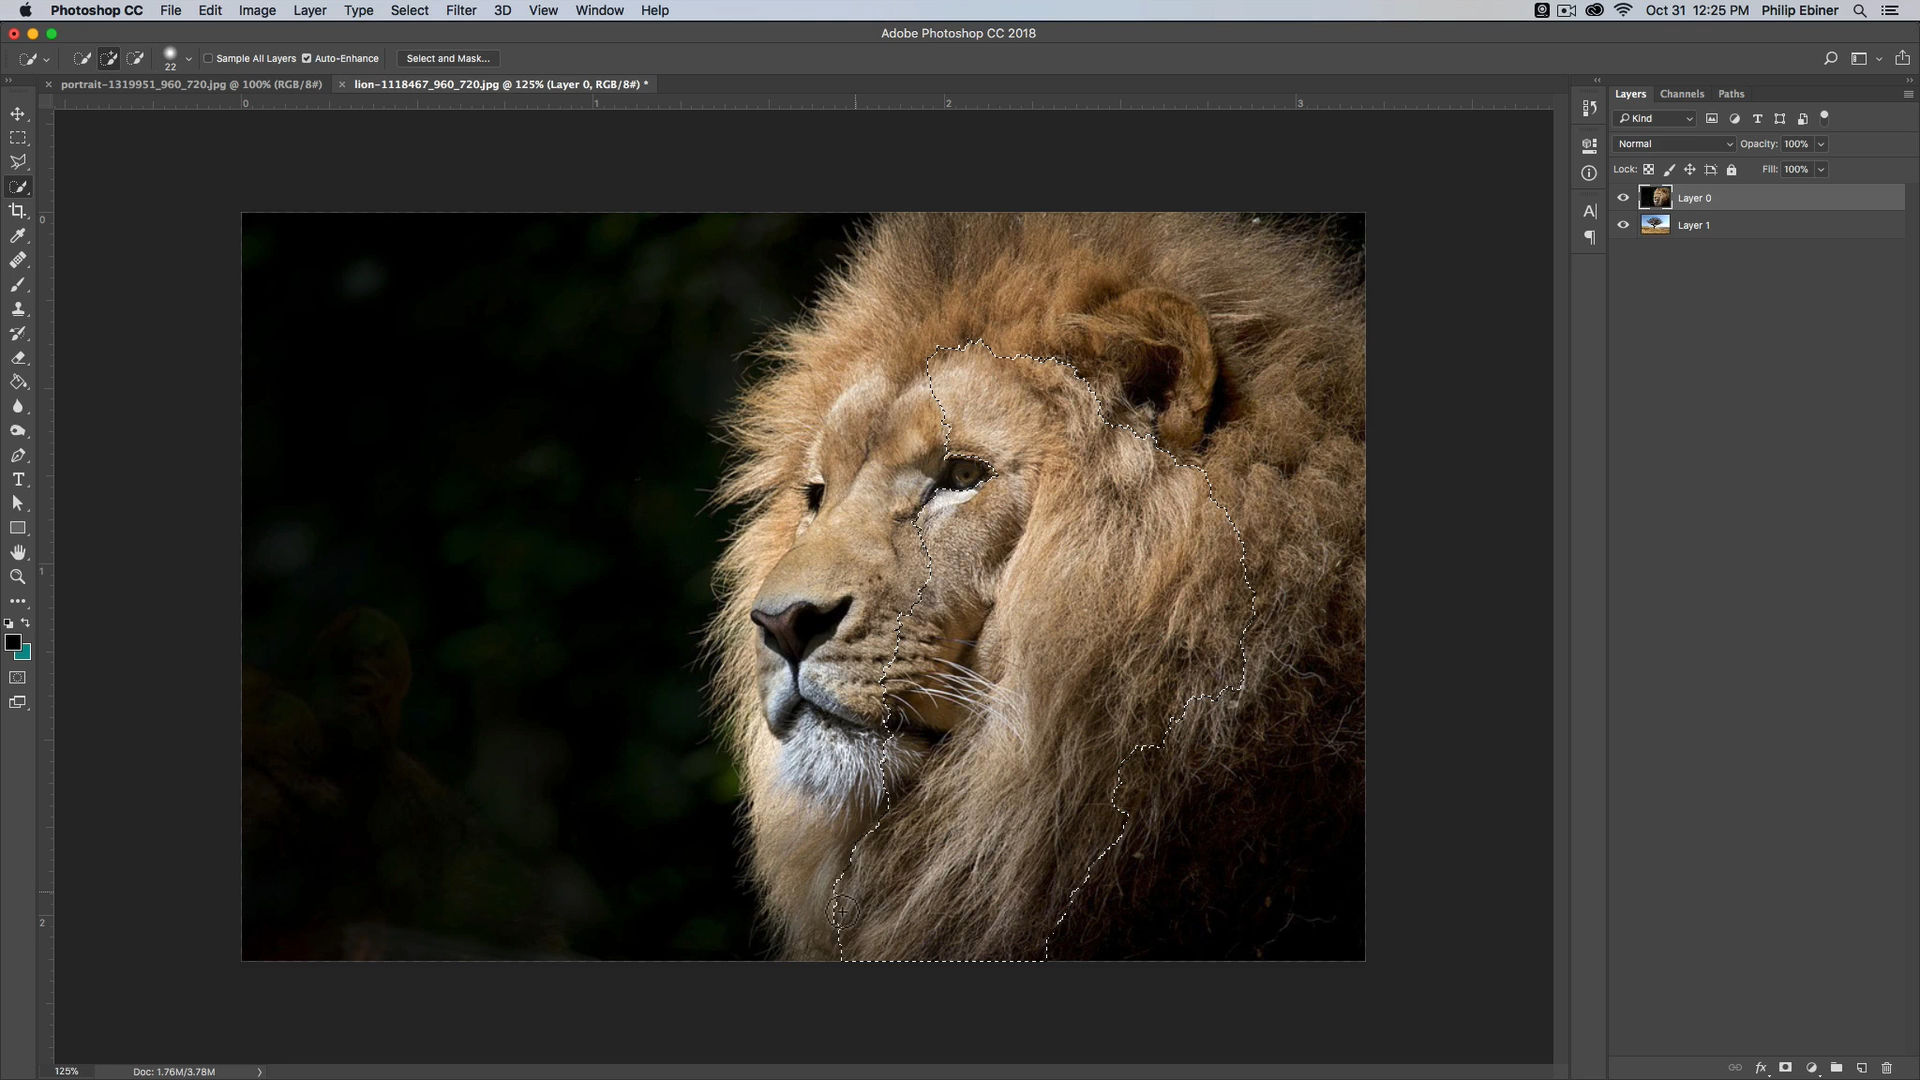 Photoshop CC File Edit Image Layer Type Select Filter 3D View Window Help Oct 31 12:25 PM Philip Ebiner
Adobe Photoshop CC 2018
22 Sample All Layers Auto-Enhance Select and Mask...
portrait-1319951_960_720.jpg @ 100% (RGB/8#) lion-1118467_960_720.jpg @ 125% (Layer 0, RGB/8#) *
0 1 2 3
0
1
2
Layers Channels Paths
Kind
Normal Opacity: 100%
Lock: Fill: 100%
Layer 0
Layer 1
125% Doc: 1.76M/3.78M